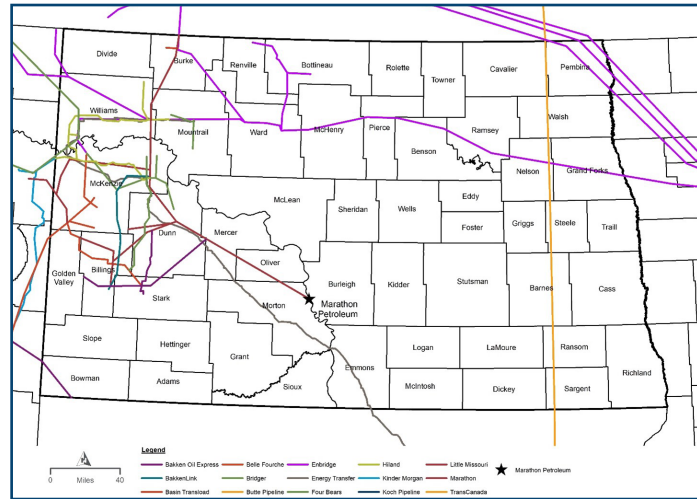 Divide
Burke
Renville
Bottineau
Rolette
Towner
Cavalier
Pembina
Williams
Mountrail
Ward
McHenry
Pierce
Benson
Ramsey
Walsh
Nelson
Grand Forks
McKenzie
McLean
Sheridan
Wells
Eddy
Foster
Griggs
Steele
Traill
Dunn
Mercer
Oliver
Golden
Valley
Billings
Stark
Morton
Burleigh
Kidder
Stutsman
Barnes
Cass
Marathon
Petroleum
Slope
Hettinger
Grant
Sioux
Emmons
Logan
LaMoure
Ransom
Richland
Bowman
Adams
McIntosh
Dickey
Sargent
0 40
Miles
Legend
Bakken Oil Express Belle Fourche Enbridge Hiland Little Missouri Marathon Petroleum
BakkenLink Bridger Energy Transfer Kinder Morgan Marathon
Basin Transload Butte Pipeline Four Bears Koch Pipeline TransCanada